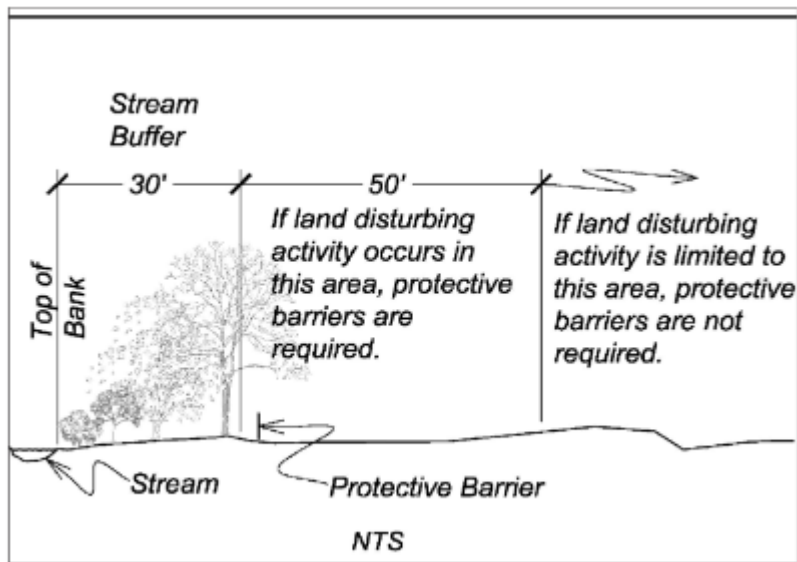 Stream
Buffer
30'
50'
Top of
Bank
If land disturbing
activity occurs in
this area, protective
barriers are
required.
If land disturbing
activity is limited to
this area, protective
barriers are not
required.
Stream
Protective Barrier
NTS